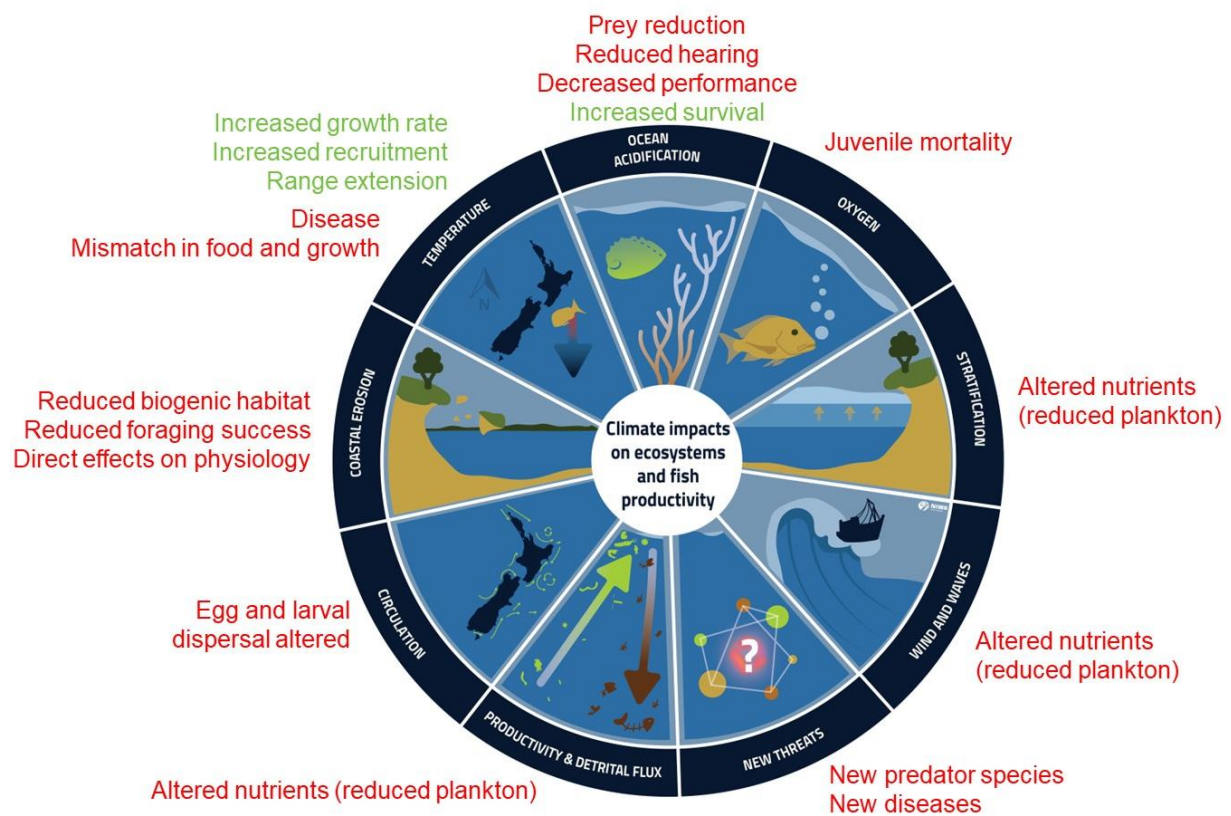 Prey reduction
Reduced hearing
Decreased performance
Increased survival
OCEAN
ACIDIFICATION
Increased growth rate
Increased recruitment
Range extension
Disease
Mismatch in food and growth
TEMPERATURE
Juvenile mortality
OXYGEN
N
STRATIFICATION
Altered nutrients
(reduced plankton)
COASTAL EROSION
Reduced biogenic habitat
Reduced foraging success
Direct effects on physiology
Climate impacts
on ecosystems
and fish
productivity
WIND AND WAVES
Altered nutrients
(reduced plankton)
CIRCULATION
Egg and larval
dispersal altered
?
PRODUCTIVITY & DETRITAL FLUX
Altered nutrients (reduced plankton)
NEW THREATS
New predator species
New diseases